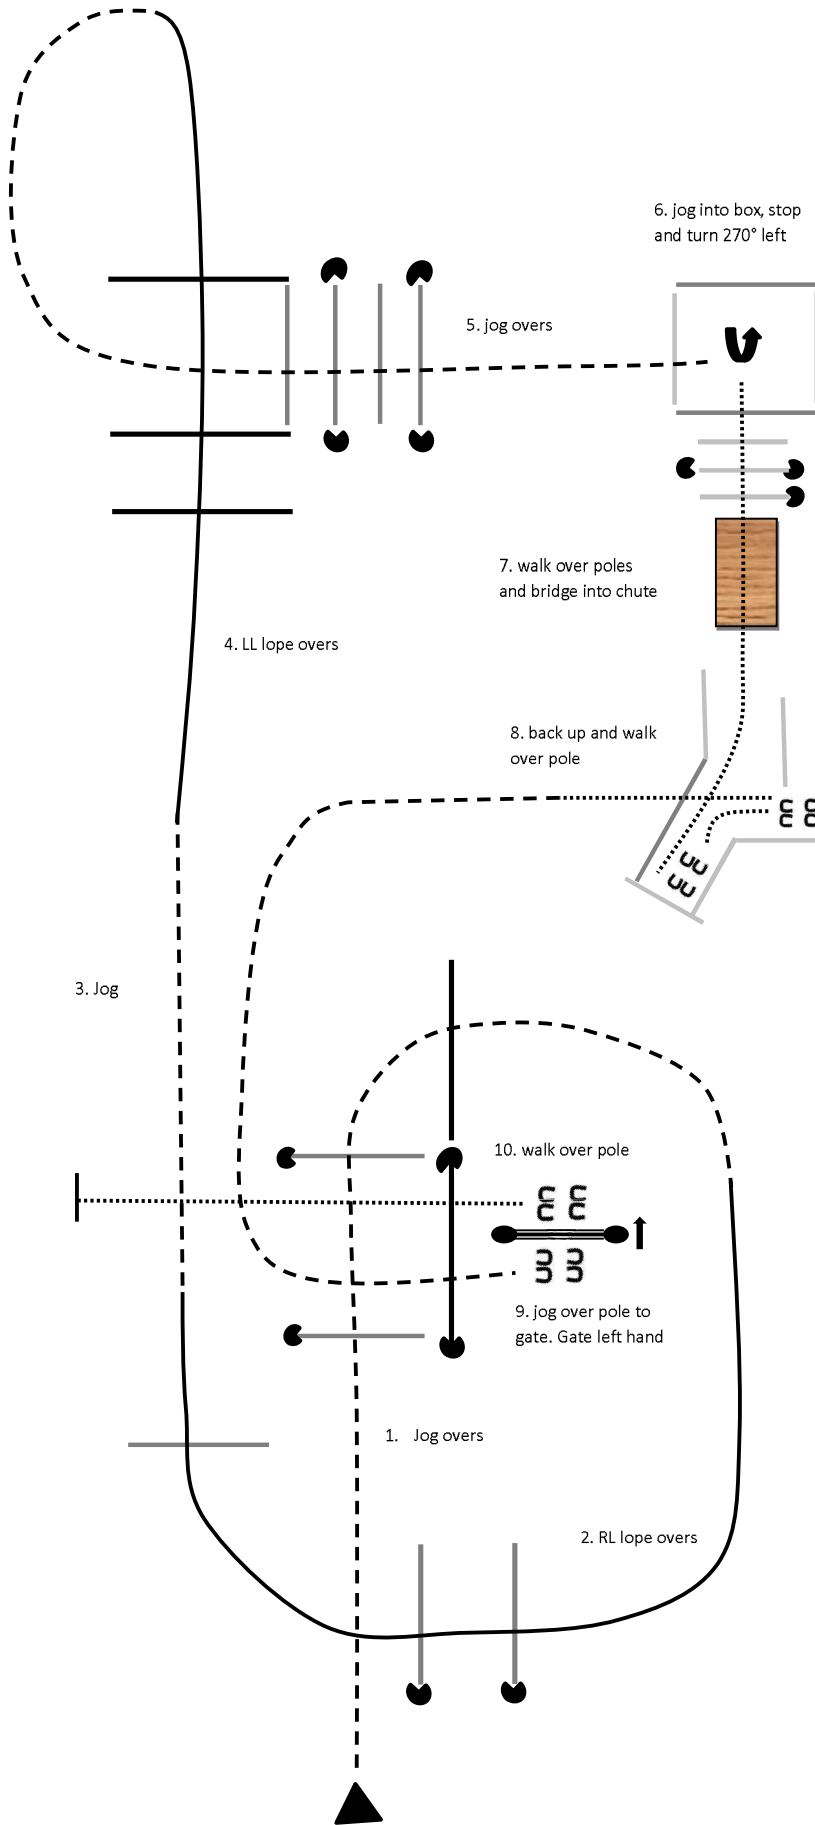 6. jog into box, stop
and turn 270° left
5. jog overs
7. walk over poles
and bridge into chute
4. LL lope overs
8. back up and walk
over pole
3. Jog
10. walk over pole
9. jog over pole to
gate. Gate left hand
1. Jog overs
2. RL lope overs